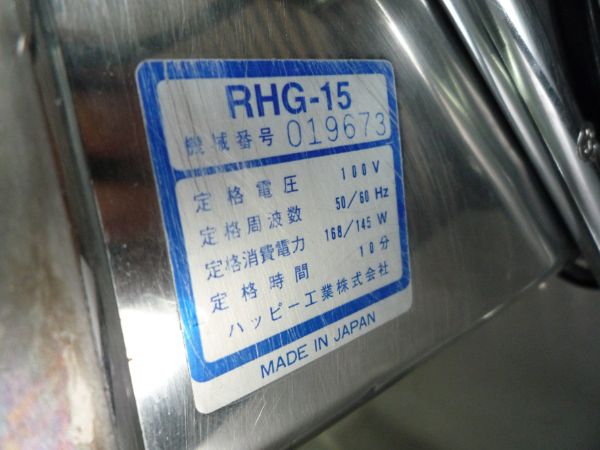 RHG-15
機械番号 019673
定格電圧 100V
定格周波数 50/60 Hz
定格消費電力 168/145 W
定格時間 10分
ハッピー工業株式会社
MADE IN JAPAN